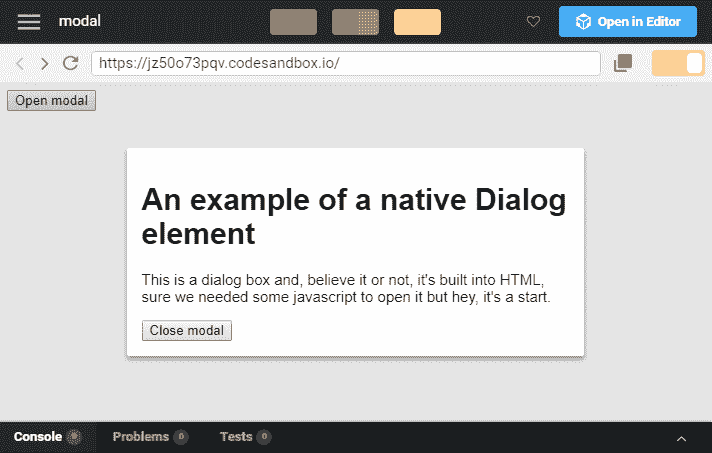 modal
Open in Editor
https://jz50o73pqv.codesandbox.io/
Open modal
An example of a native Dialog
element
This is a dialog box and, believe it or not, it's built into HTML,
sure we needed some javascript to open it but hey, it's a start.
Close modal
Console 0 Problems 0 Tests 0